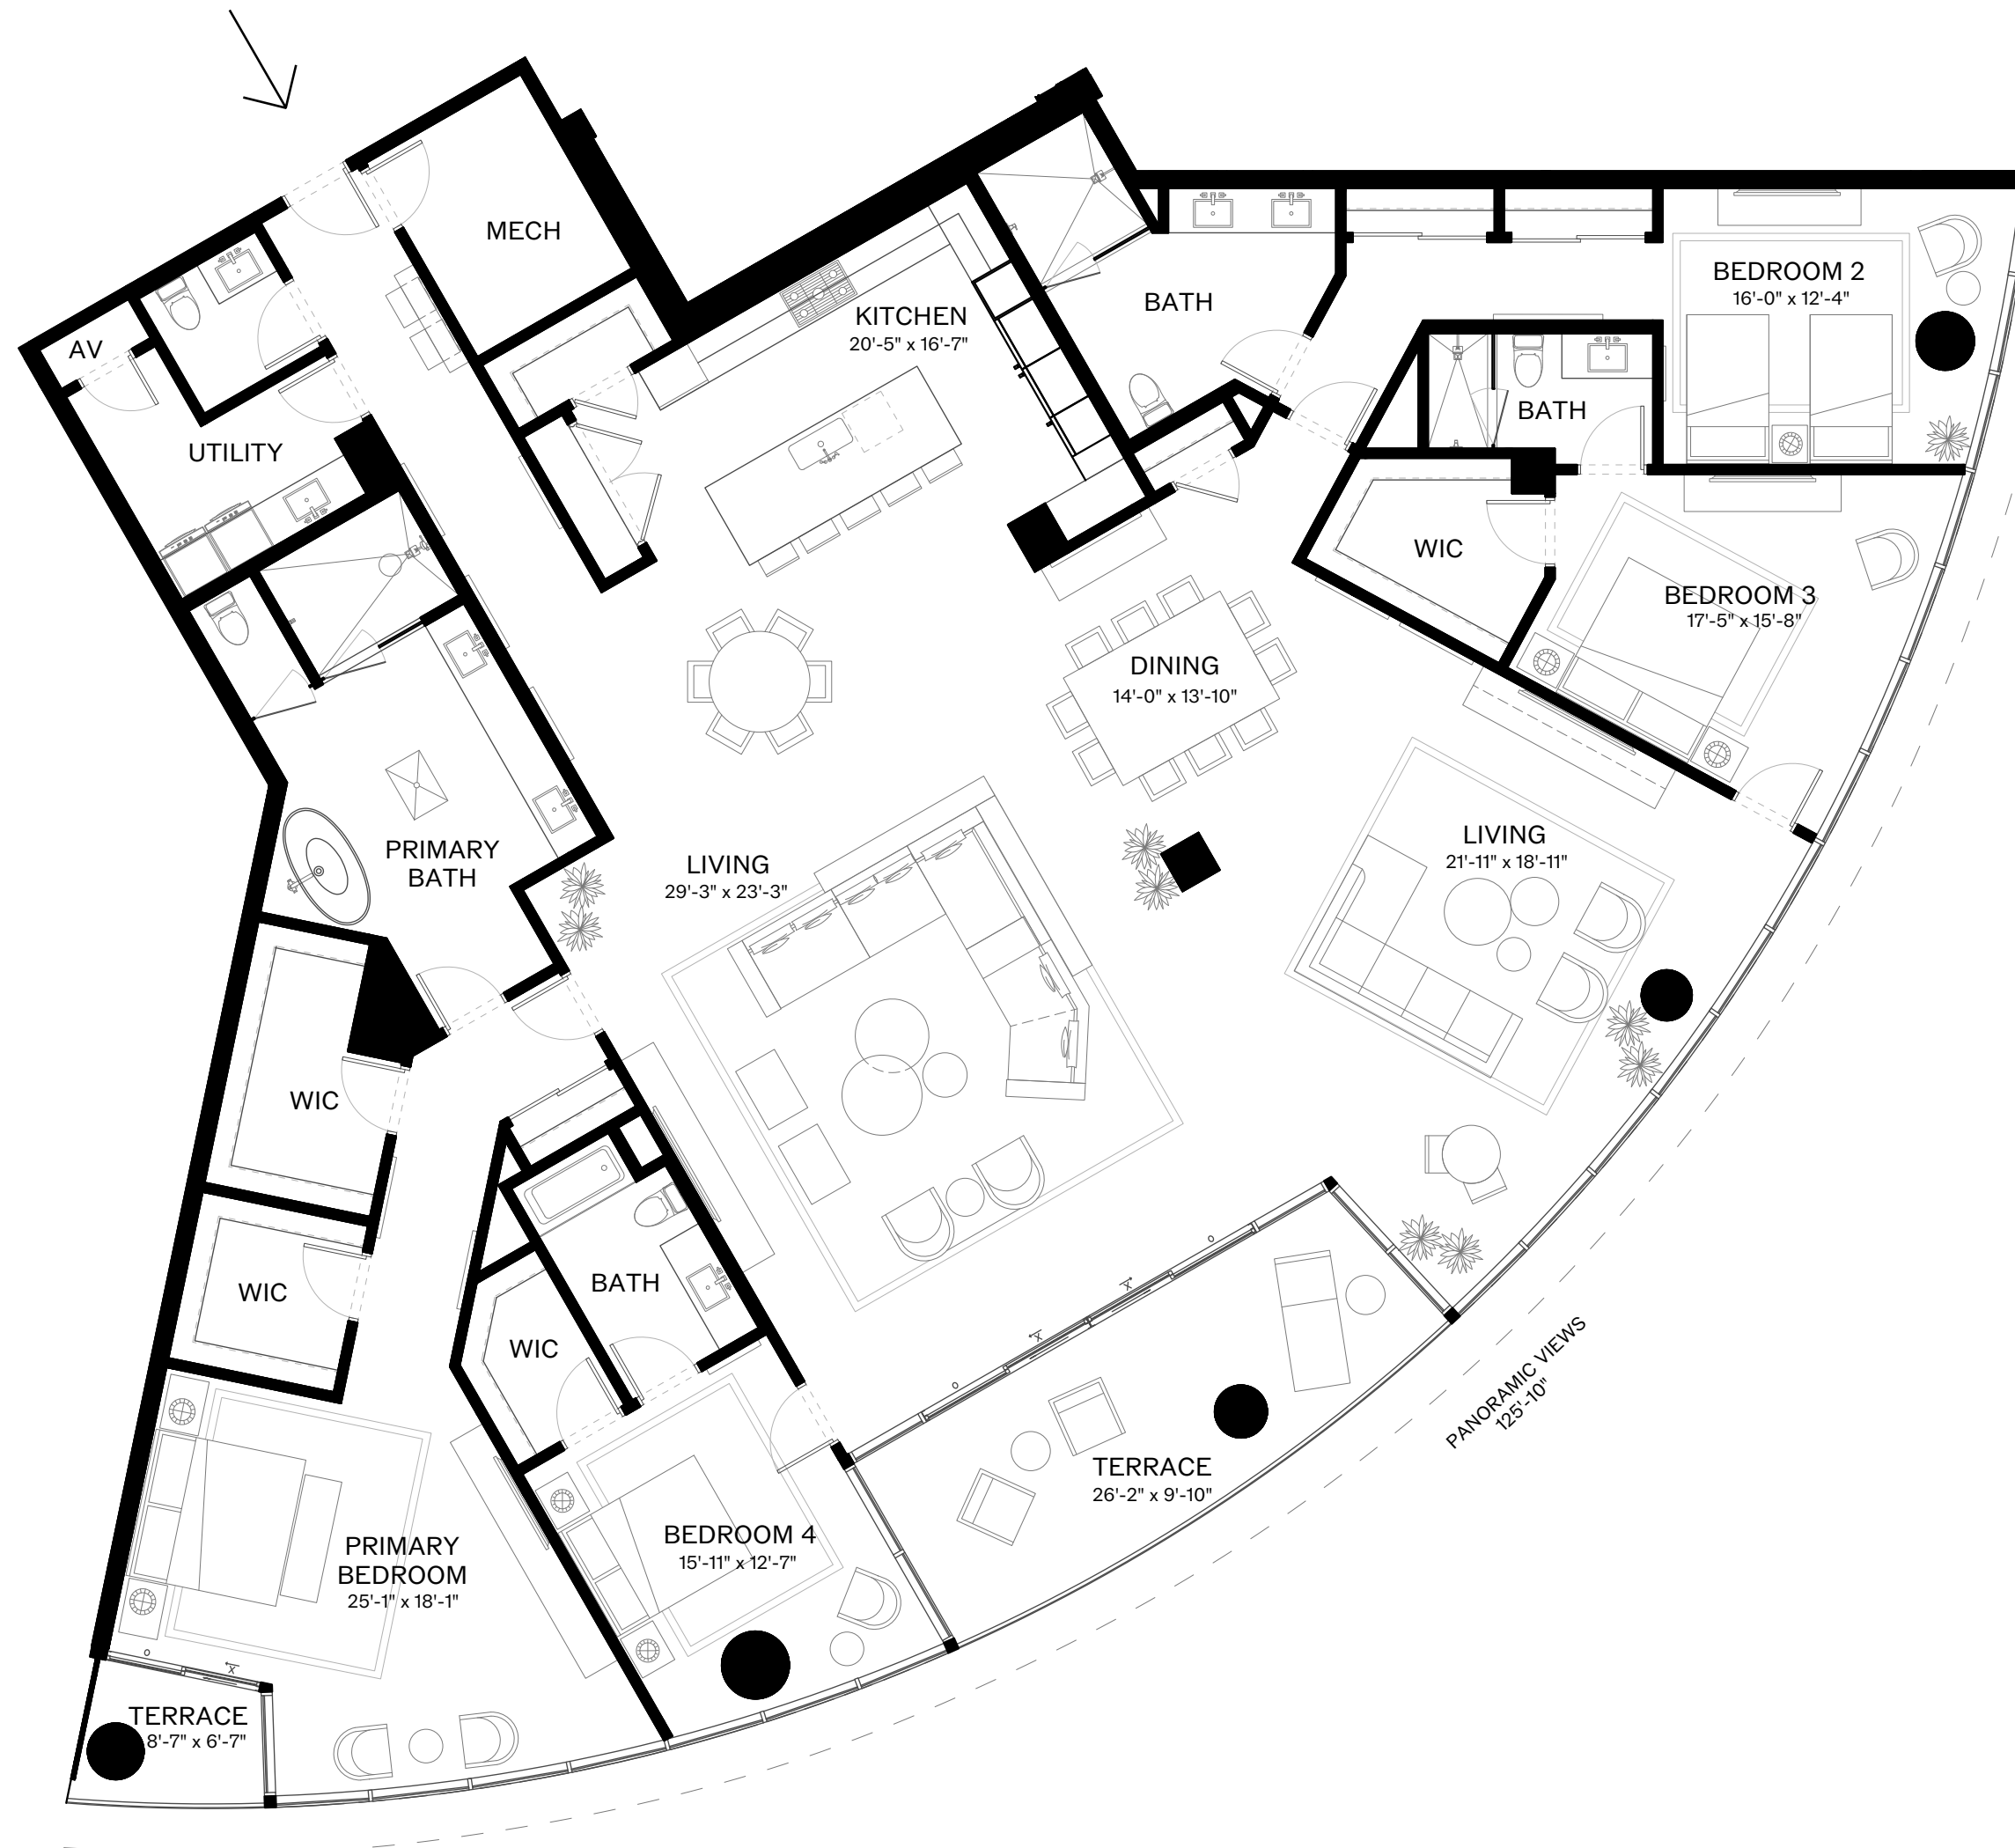 MECH
AV
UTILITY
KITCHEN
20'-5" x 16'-7"
BATH
BEDROOM 2
16'-0" x 12'-4"
BATH
WIC
BEDROOM 3
17'-5" x 15'-8"
DINING
14'-0" x 13'-10"
PRIMARY
BATH
LIVING
29'-3" x 23'-3"
LIVING
21'-11" x 18'-11"
WIC
WIC
BATH
WIC
O
X
X
O
PANORAMIC VIEWS
125'-10"
TERRACE
26'-2" x 9'-10"
PRIMARY
BEDROOM
25'-1" x 18'-1"
BEDROOM 4
15'-11" x 12'-7"
O
X
TERRACE
8'-7" x 6'-7"